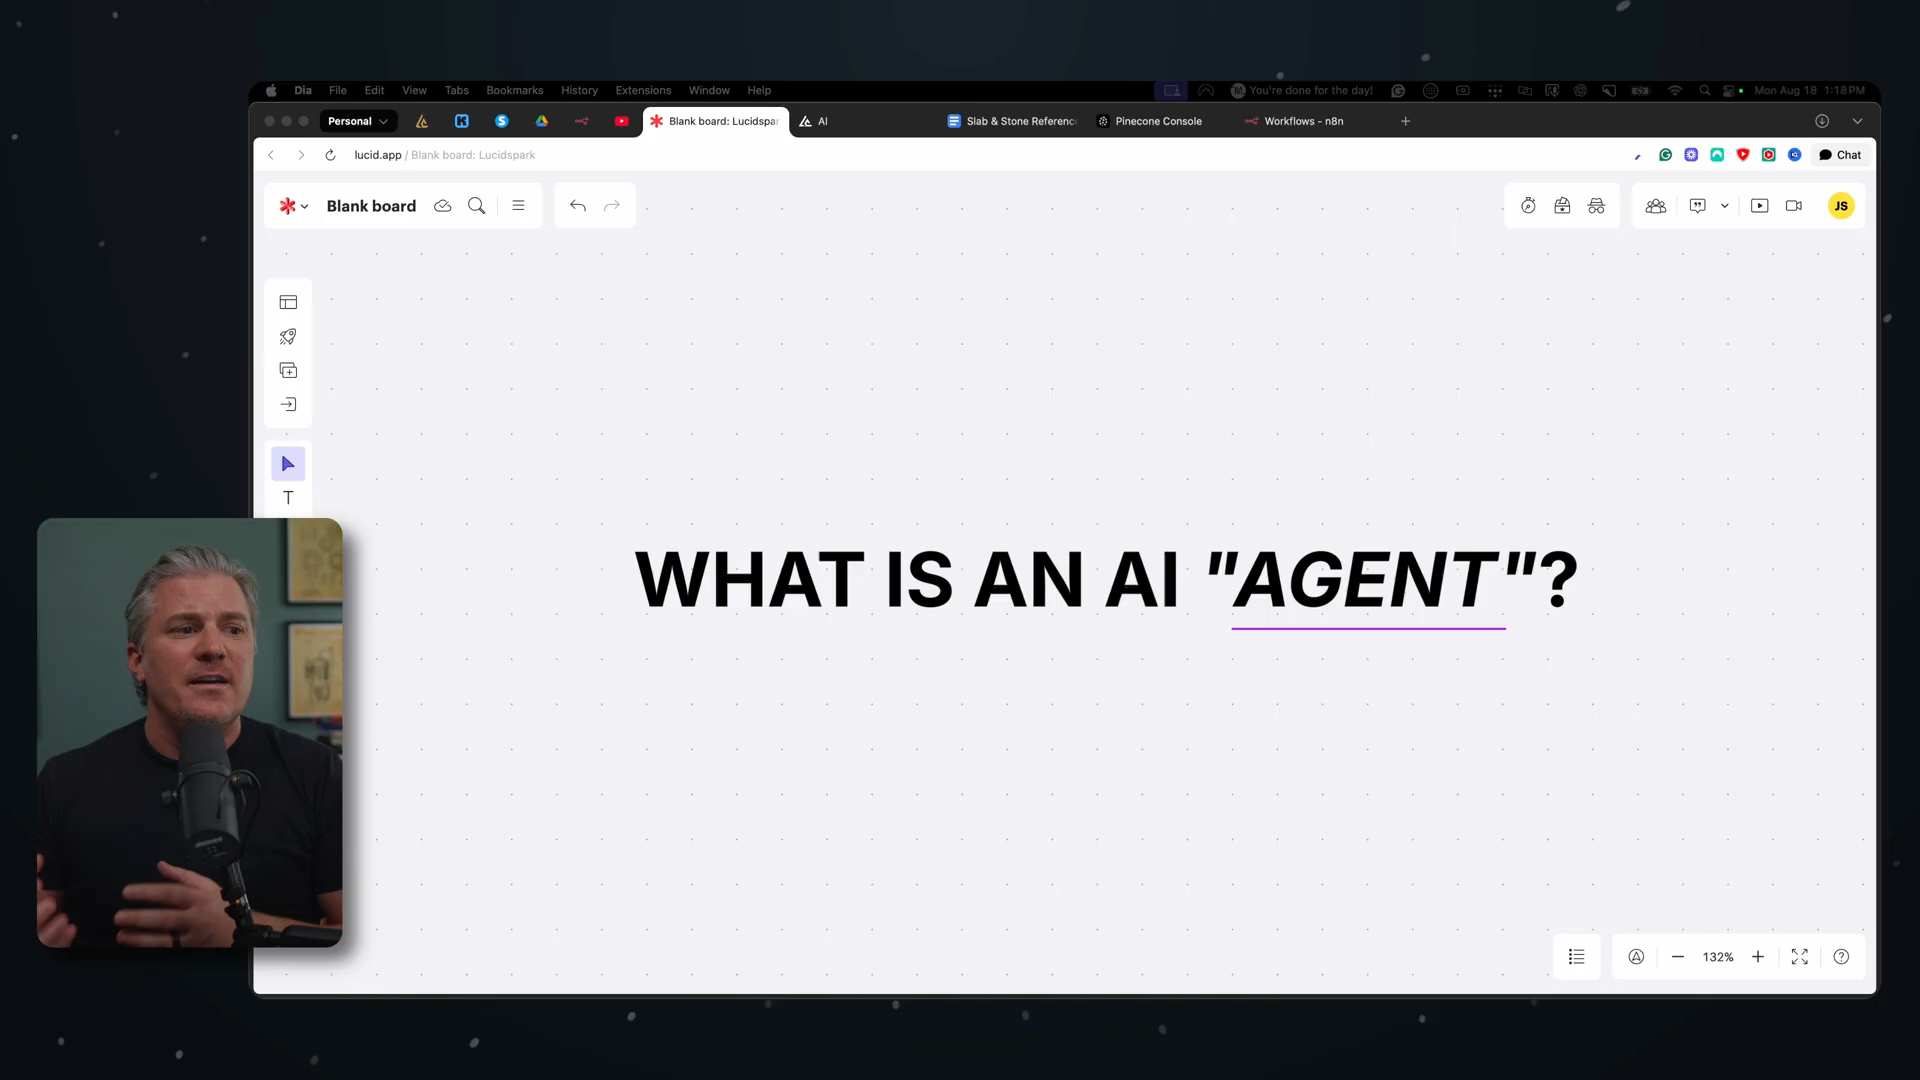 Dia File Edit View Tabs Bookmarks History Extensions Window Help You're done for the day! Mon Aug 18 1:18 PM
Personal Blank board: Lucidspar AI Slab & Stone Referenc Pinecone Console Workflows - n8n
lucid.app / Blank board: Lucidspark Chat
Blank board JS
T
WHAT IS AN AI "AGENT"?
132%